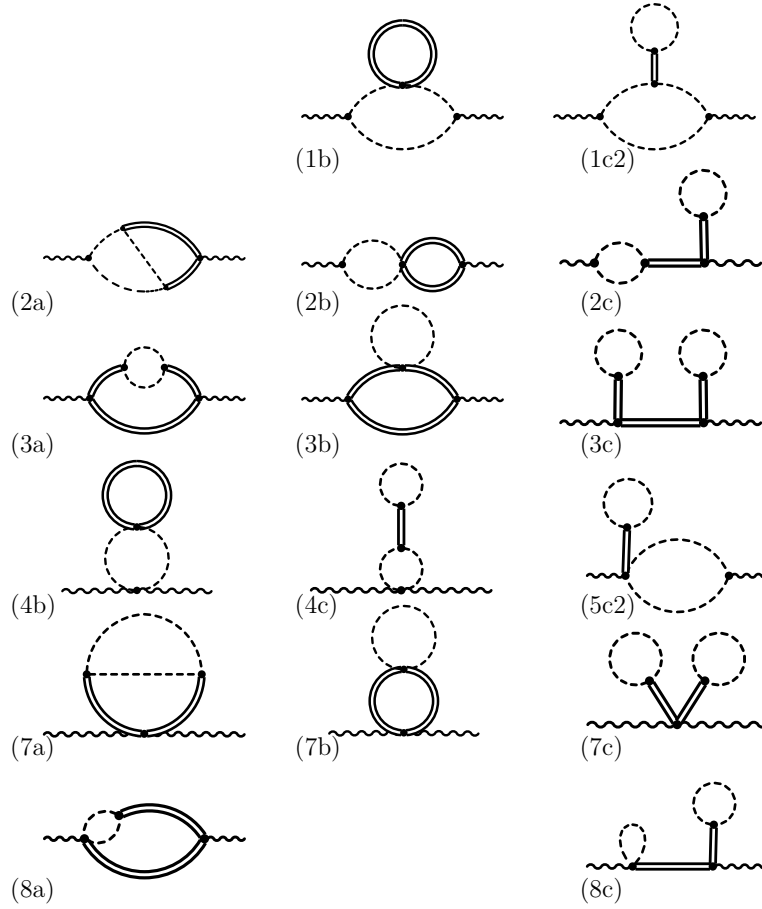 (1b) (1c2)
(2a) (2b) (2c)
(3a) (3b) (3c)
(4b) (4c) (5c2)
(7a) (7b) (7c)
(8a) (8c)